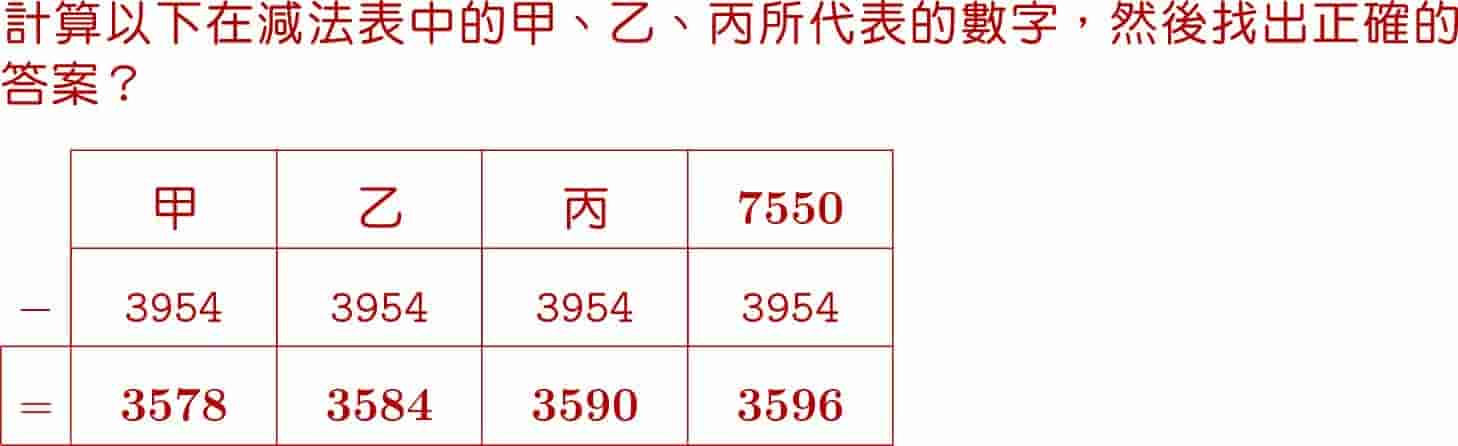 計算以下在減法表中的甲、乙、丙所代表的數字，然後找出正確的
答案？
甲 乙 丙 7550
− 3954 3954 3954 3954
= 3578 3584 3590 3596